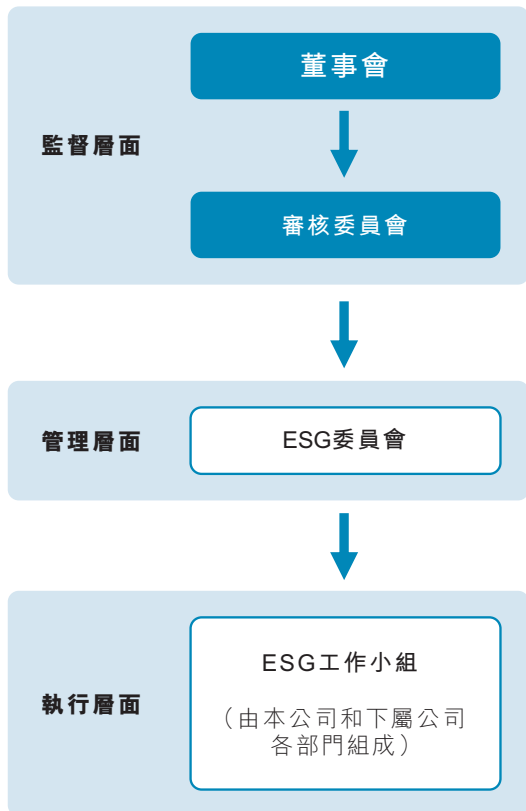 董事會
監督層面
審核委員會
管理層面
ESG委員會
ESG工作小組
執行層面
（由本公司和下屬公司
各部門組成）